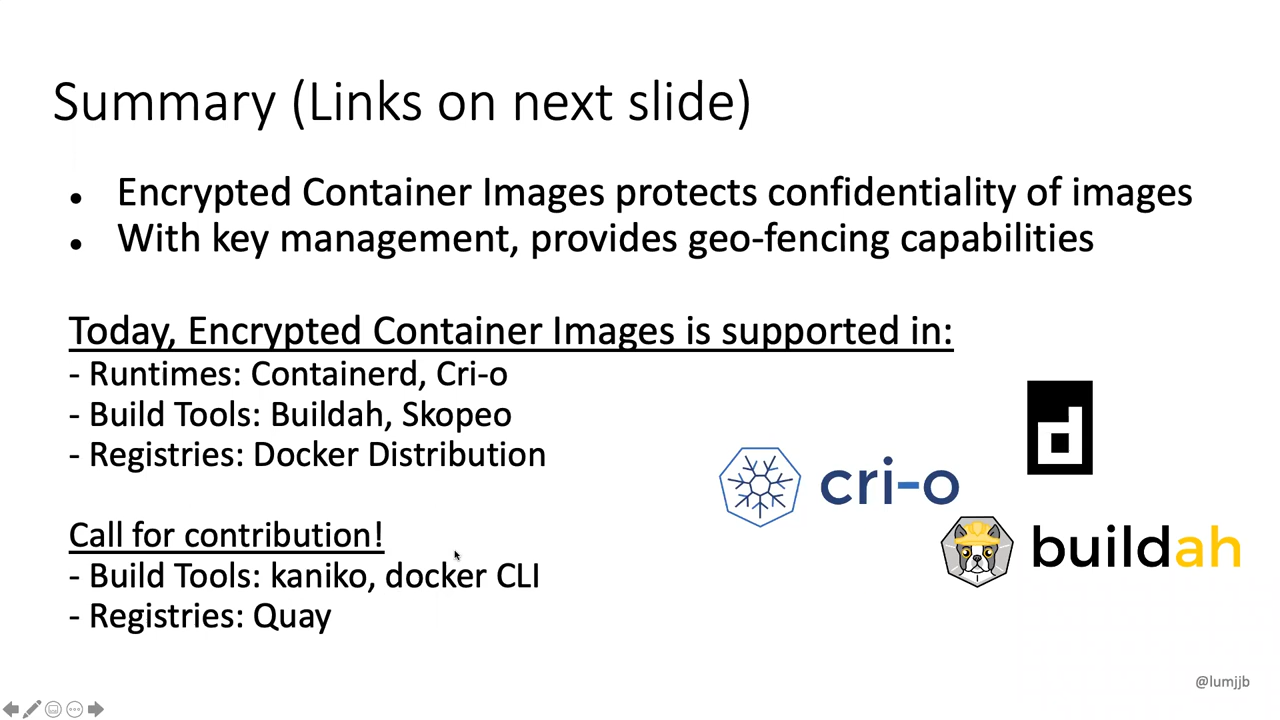 Summary (Links on next slide)
• Encrypted Container Images protects confidentiality of images
• With key management, provides geo-fencing capabilities
Today, Encrypted Container Images is supported in:
- Runtimes: Containerd, Cri-o
- Build Tools: Buildah, Skopeo
- Registries: Docker Distribution
d
cri-o
buildah
Call for contribution!
- Build Tools: kaniko, docker CLI
- Registries: Quay
@lumjjb